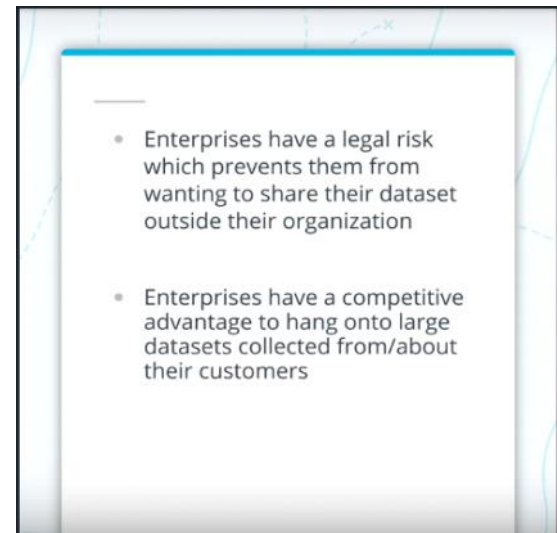 • Enterprises have a legal risk
which prevents them from
wanting to share their dataset
outside their organization
• Enterprises have a competitive
advantage to hang onto large
datasets collected from/about
their customers